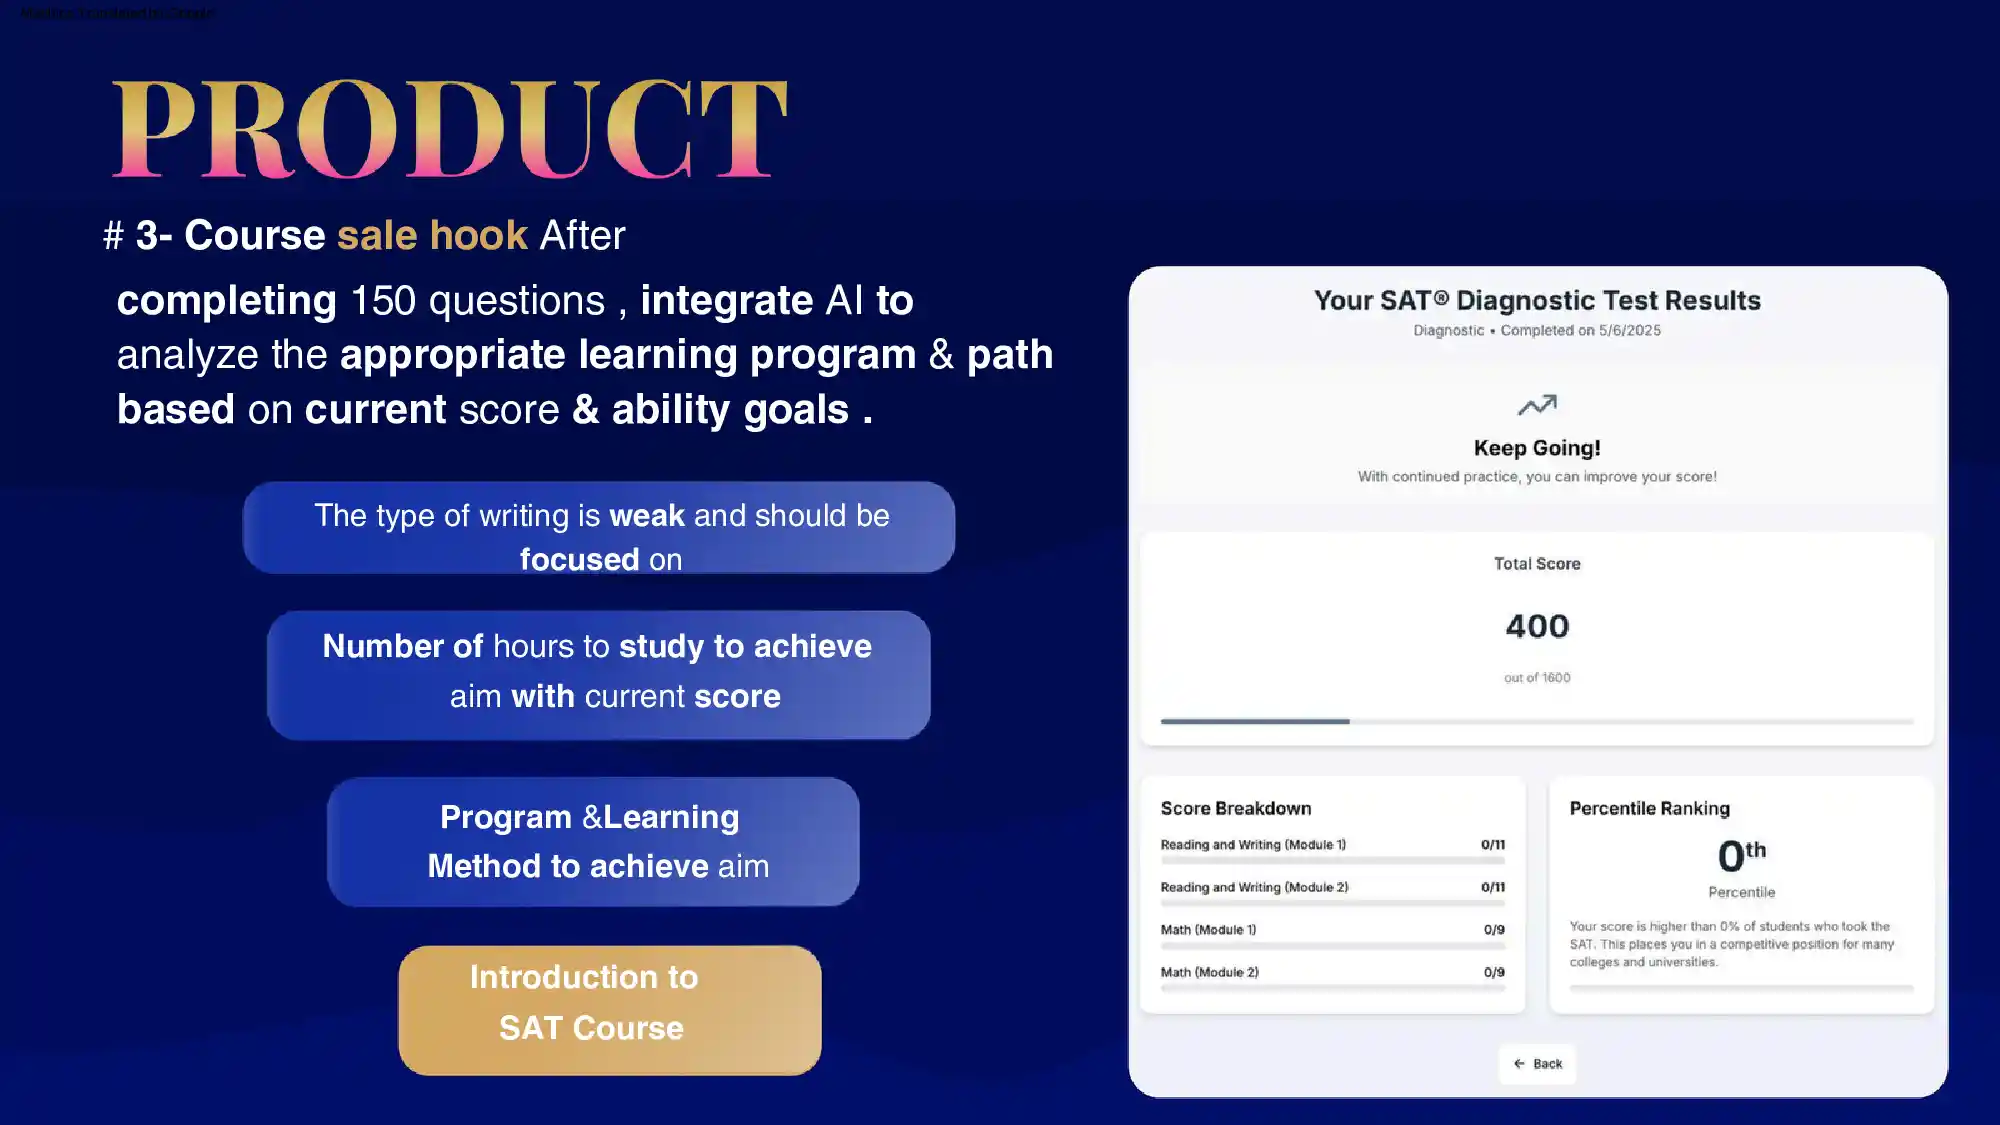 PRODUCT
# 3- Course sale hook After
completing 150 questions , integrate AI to
analyze the appropriate learning program & path
based on current score & ability goals .
The type of writing is weak and should be
focused on
Number of hours to study to achieve
aim with current score
Program &Learning
Method to achieve aim
Introduction to
SAT Course
Your SAT® Diagnostic Test Results
Diagnostic • Completed on 5/6/2025
Keep Going!
With continued practice, you can improve your score!
Total Score
400
out of 1600
Score Breakdown
Reading and Writing (Module 1) 0/11
Reading and Writing (Module 2) 0/11
Math (Module 1) 0/9
Math (Module 2) 0/9
Percentile Ranking
0th
Percentile
Your score is higher than 0% of students who took the
SAT. This places you in a competitive position for many
colleges and universities.
← Back